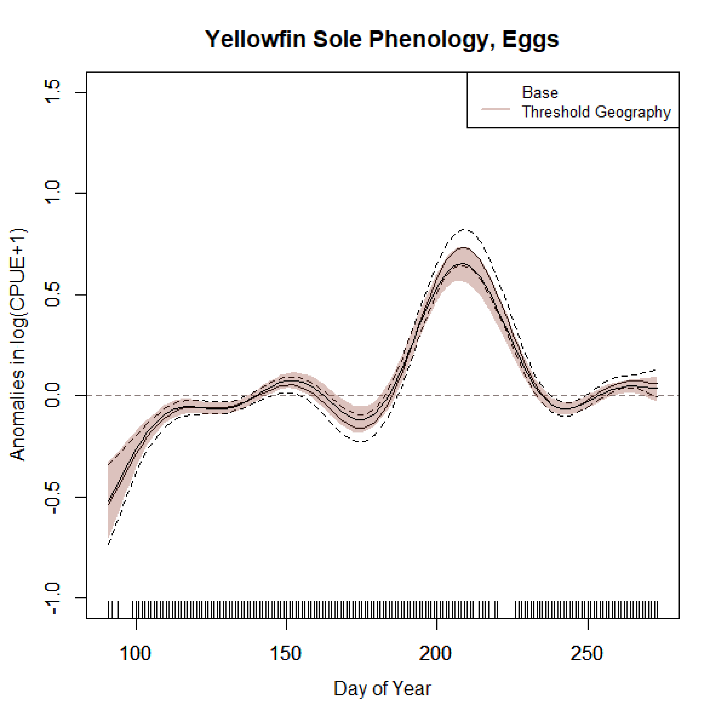 Yellowfin Sole Phenology, Eggs
Base
Threshold Geography
Anomalies in log(CPUE+1)
1.5
1.0
0.5
0.0
-0.5
-1.0
100 150 200 250
Day of Year